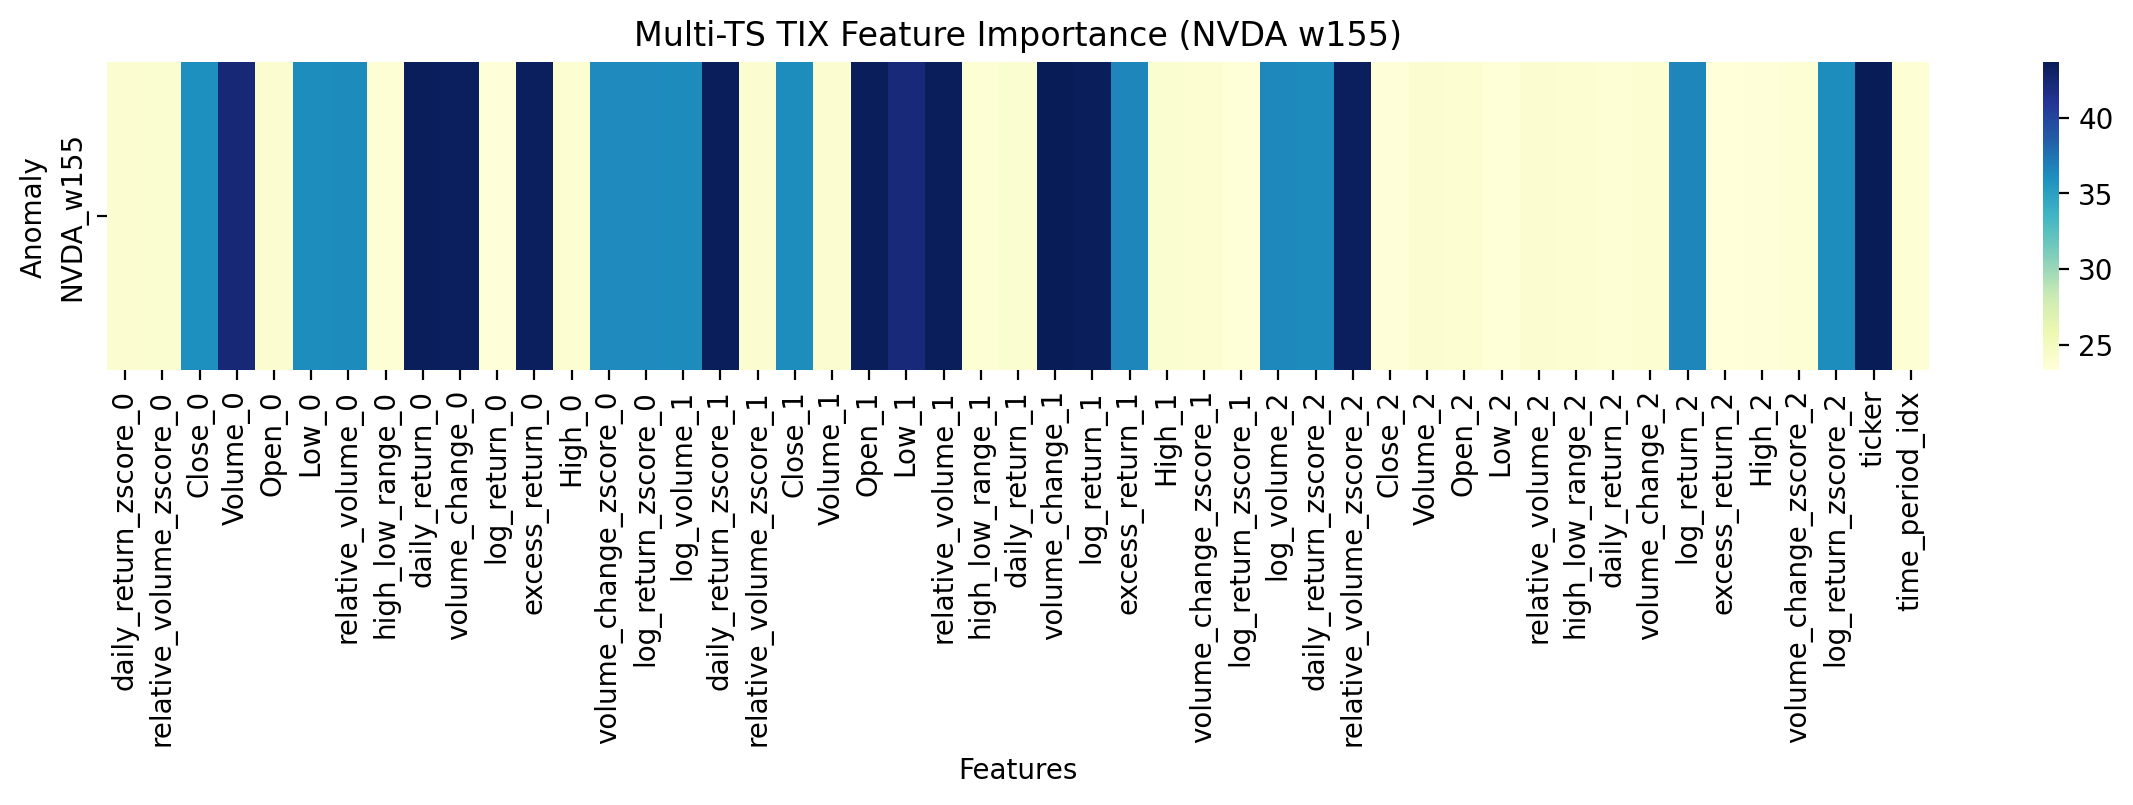 Multi-TS TIX Feature Importance (NVDA w155)
Anomaly
NVDA_w155
40
35
30
25
daily_return_zscore_0
relative_volume_zscore_0
Close_0
Volume_0
Open_0
Low_0
relative_volume_0
high_low_range_0
daily_return_0
volume_change_0
log_return_0
excess_return_0
High_0
volume_change_zscore_0
log_return_zscore_0
log_volume_1
daily_return_zscore_1
relative_volume_zscore_1
Close_1
Volume_1
Open_1
Low_1
relative_volume_1
high_low_range_1
daily_return_1
volume_change_1
log_return_1
excess_return_1
High_1
volume_change_zscore_1
log_return_zscore_1
log_volume_2
daily_return_zscore_2
relative_volume_zscore_2
Close_2
Volume_2
Open_2
Low_2
relative_volume_2
high_low_range_2
daily_return_2
volume_change_2
log_return_2
excess_return_2
High_2
volume_change_zscore_2
log_return_zscore_2
ticker
time_period_idx
Features